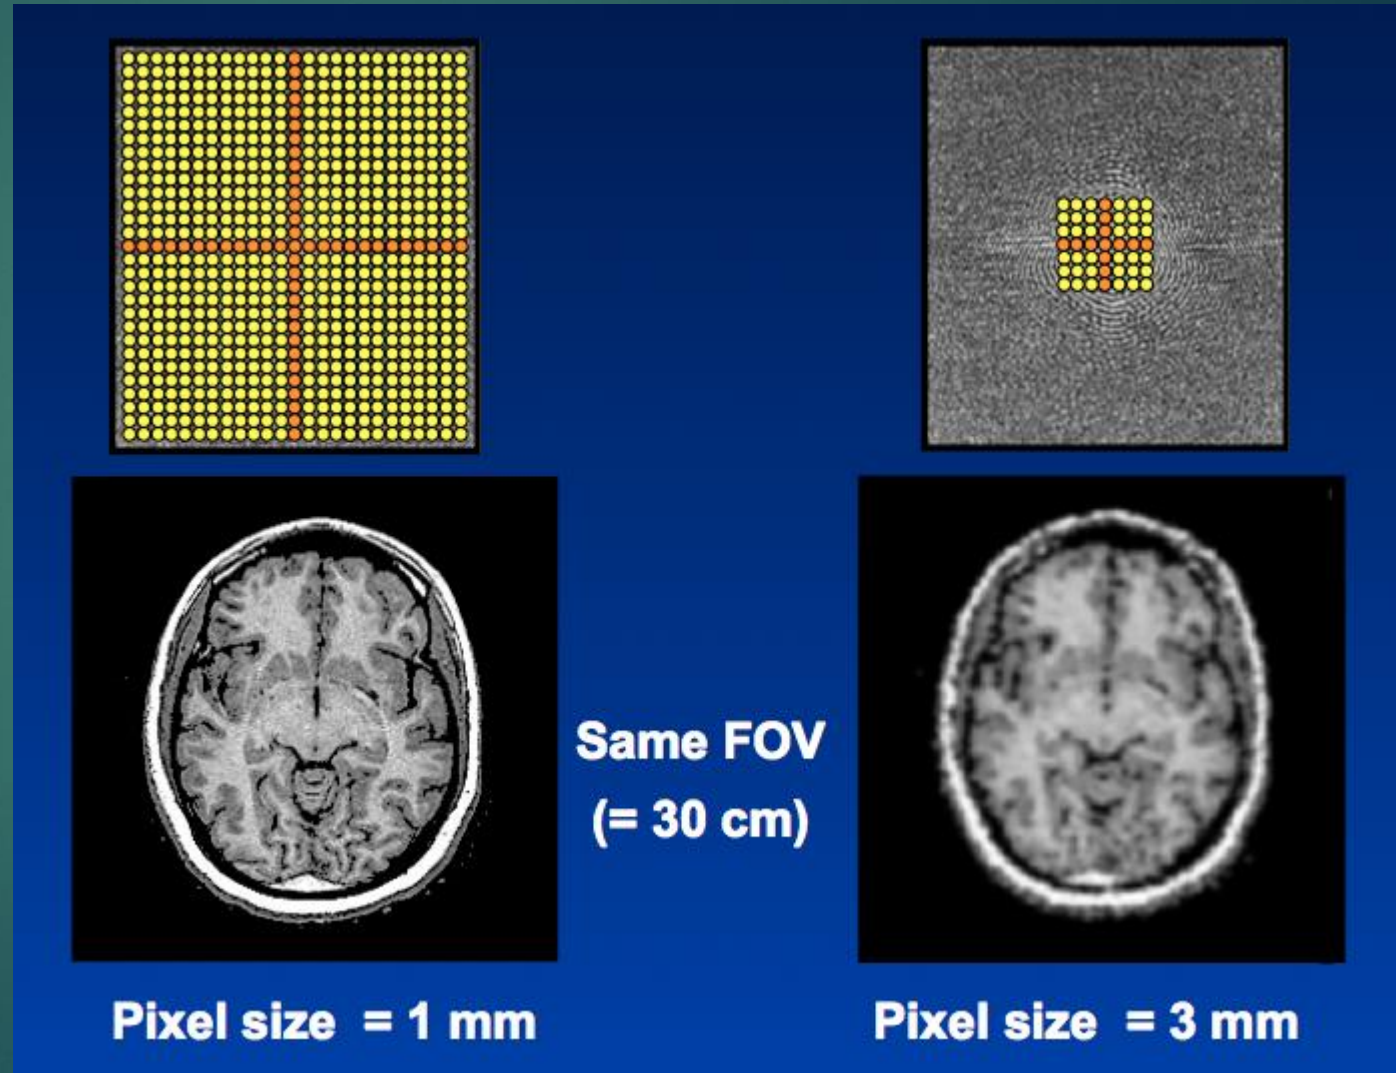 Same FOV
(= 30 cm)
Pixel size = 1 mm
Pixel size = 3 mm